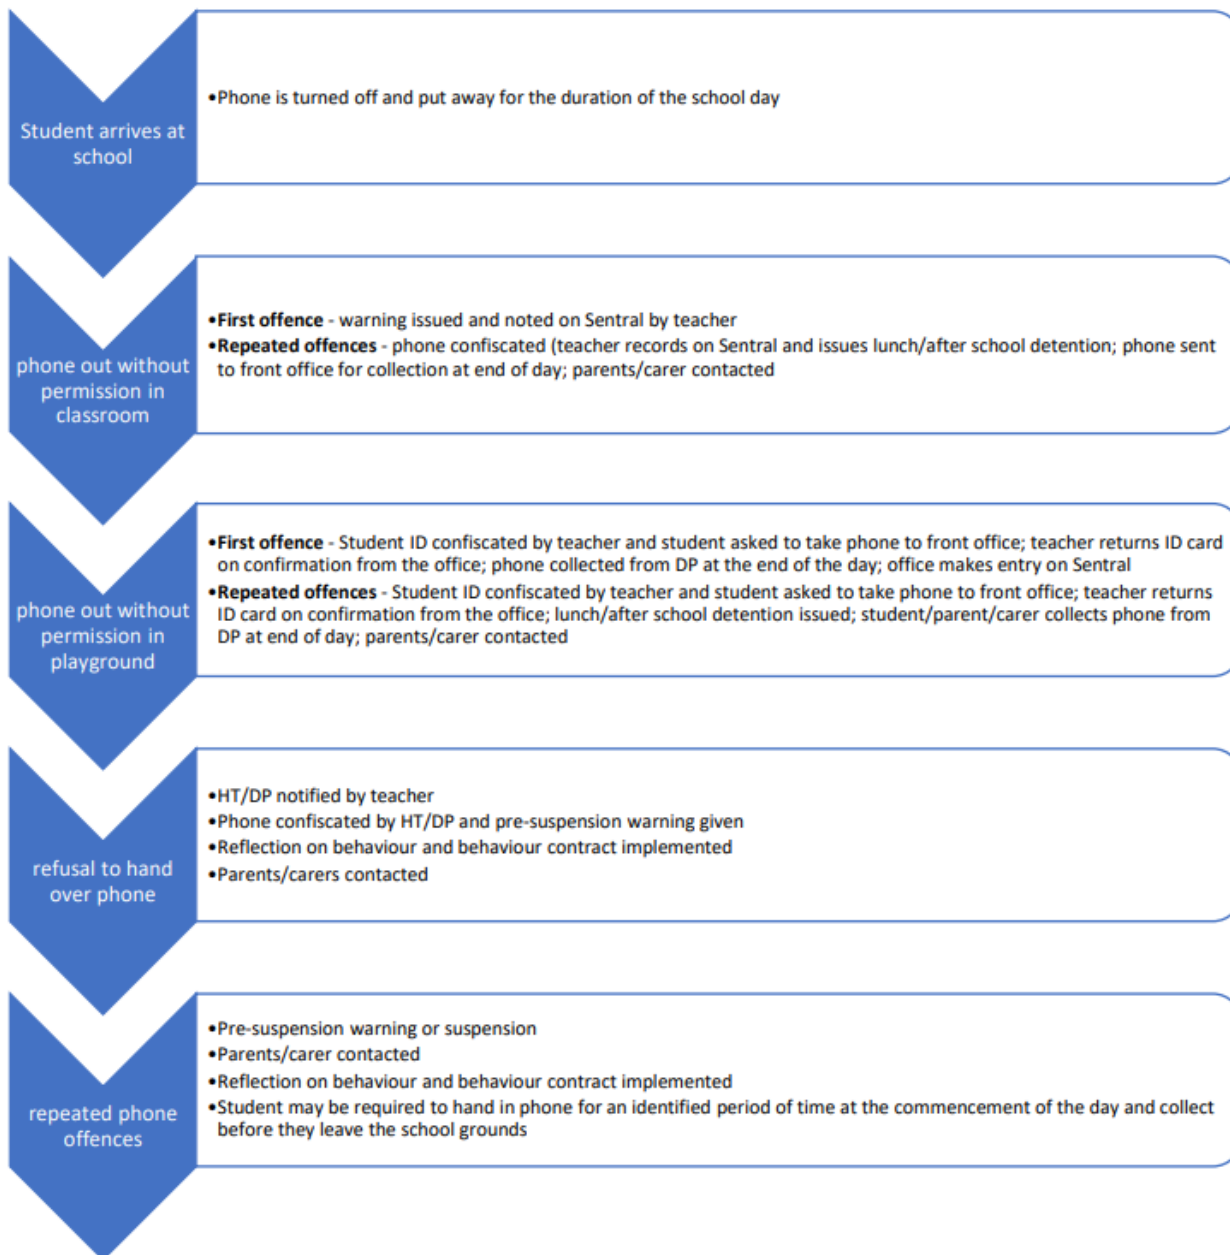 Student arrives at
school
•Phone is turned off and put away for the duration of the school day
phone out without
permission in
classroom
•First offence - warning issued and noted on Sentral by teacher
•Repeated offences - phone confiscated (teacher records on Sentral and issues lunch/after school detention; phone sent
to front office for collection at end of day; parents/carer contacted
phone out without
permission in
playground
•First offence - Student ID confiscated by teacher and student asked to take phone to front office; teacher returns ID card
on confirmation from the office; phone collected from DP at the end of the day; office makes entry on Sentral
•Repeated offences - Student ID confiscated by teacher and student asked to take phone to front office; teacher returns
ID card on confirmation from the office; lunch/after school detention issued; student/parent/carer collects phone from
DP at end of day; parents/carer contacted
refusal to hand
over phone
•HT/DP notified by teacher
•Phone confiscated by HT/DP and pre-suspension warning given
•Reflection on behaviour and behaviour contract implemented
•Parents/carers contacted
repeated phone
offences
•Pre-suspension warning or suspension
•Parents/carer contacted
•Reflection on behaviour and behaviour contract implemented
•Student may be required to hand in phone for an identified period of time at the commencement of the day and collect
before they leave the school grounds